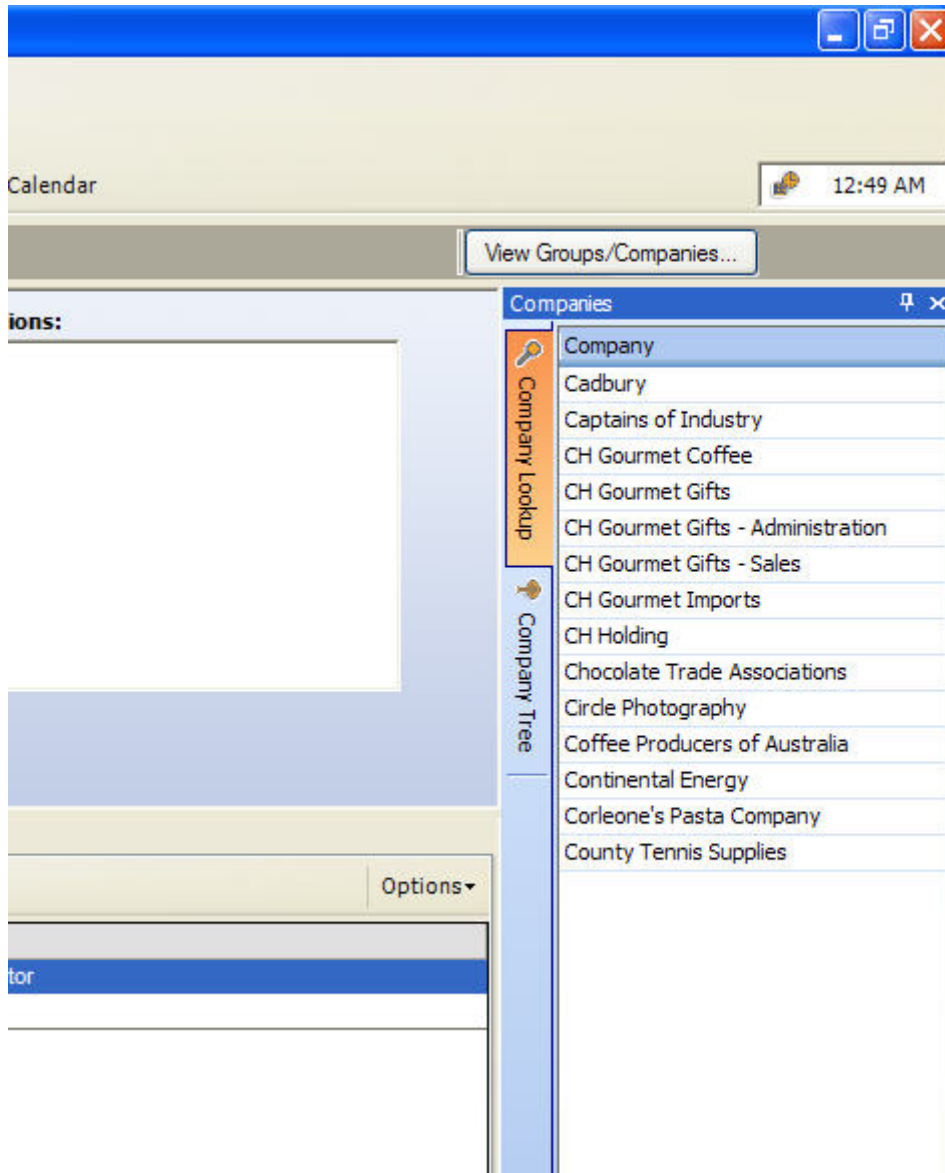 Calendar
12:49 AM
View Groups/Companies...
ions:
Companies
Company Lookup
Company Tree
Company
Cadbury
Captains of Industry
CH Gourmet Coffee
CH Gourmet Gifts
CH Gourmet Gifts - Administration
CH Gourmet Gifts - Sales
CH Gourmet Imports
CH Holding
Chocolate Trade Associations
Circle Photography
Coffee Producers of Australia
Continental Energy
Corleone's Pasta Company
County Tennis Supplies
Options
tor